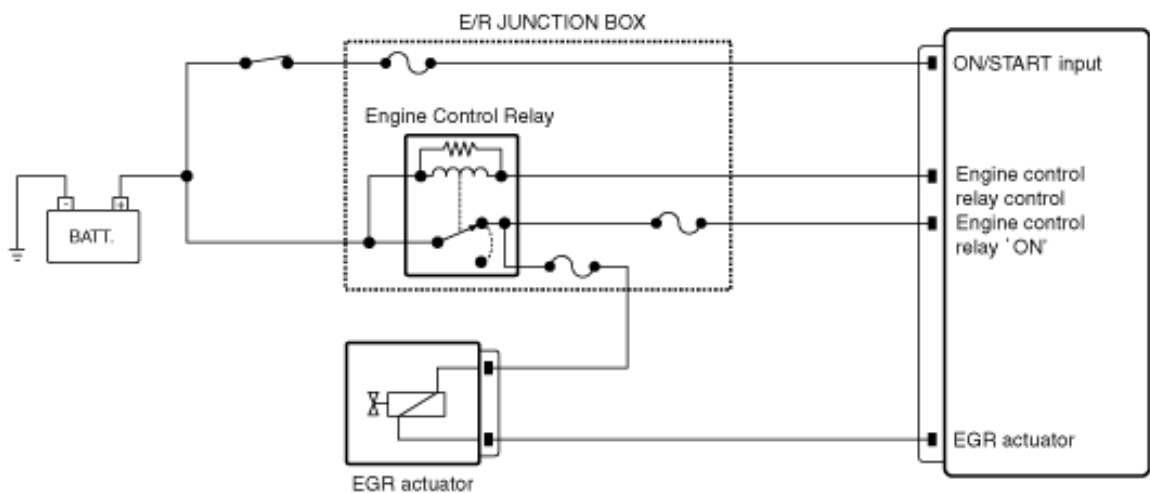 E/R JUNCTION BOX
ON/START input
Engine Control Relay
Engine control
relay control
Engine control
relay ‘ON’
- +
BATT.
EGR actuator
EGR actuator